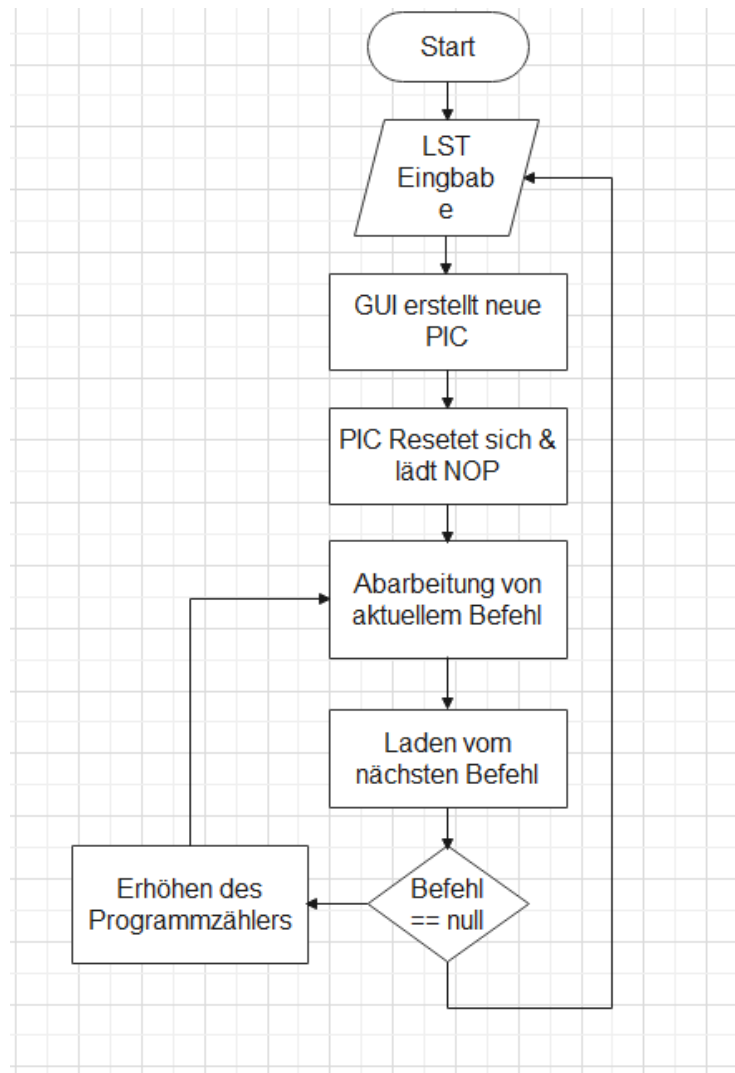 Start
LST
Eingbab
e
GUI erstellt neue
PIC
PIC Resetet sich &
lädt NOP
Abarbeitung von
aktuellem Befehl
Laden vom
nächsten Befehl
Befehl
== null
Erhöhen des
Programmzählers